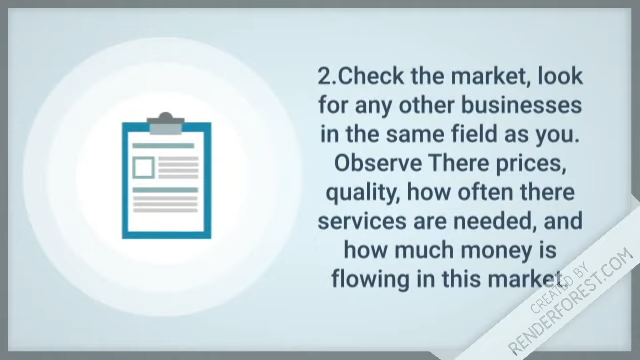 2.Check the market, look
for any other businesses
in the same field as you.
Observe There prices,
quality, how often there
services are needed, and
how much money is
flowing in this market.
CREATED BY
RENDERFOREST.COM